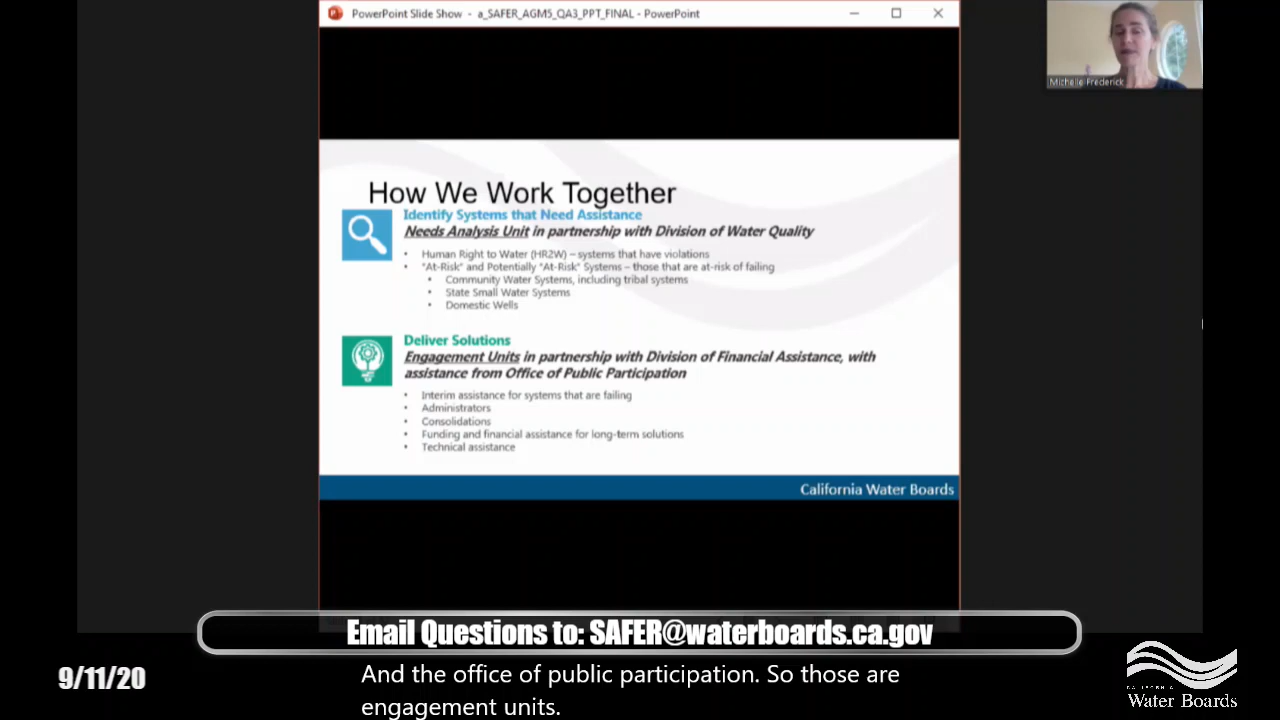 PowerPoint Slide Show - a_SAFER_AGM5_QA3_PPT_FINAL - PowerPoint
Michelle Frederick
How We Work Together
Identify Systems that Need Assistance
Needs Analysis Unit in partnership with Division of Water Quality
• Human Right to Water (HR2W) – systems that have violations
• "At-Risk" and Potentially "At-Risk" Systems – those that are at-risk of failing
• Community Water Systems, including tribal systems
• State Small Water Systems
• Domestic Wells
Deliver Solutions
Engagement Units in partnership with Division of Financial Assistance, with
assistance from Office of Public Participation
• Interim assistance for systems that are failing
• Administrators
• Consolidations
• Funding and financial assistance for long-term solutions
• Technical assistance
California Water Boards
Email Questions to: SAFER@waterboards.ca.gov
9/11/20
And the office of public participation. So those are
engagement units.
CALIFORNIA
Water Boards